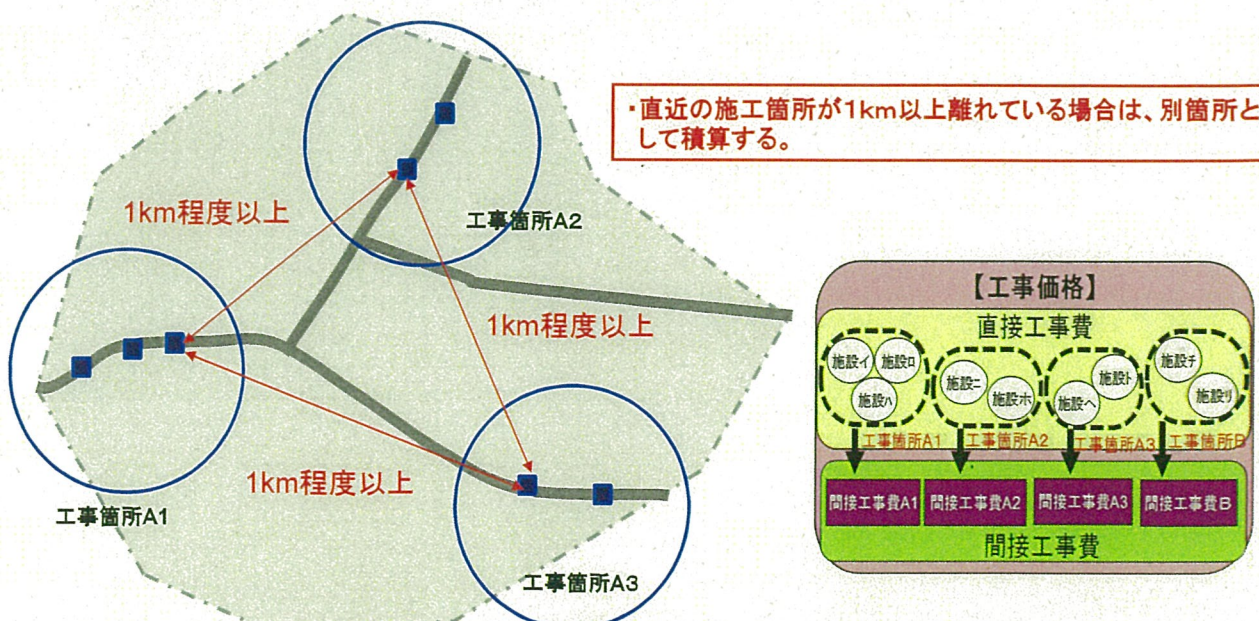 ・直近の施工箇所が1km以上離れている場合は、別箇所と
して積算する。
1km程度以上
工事箇所A2
1km程度以上
1km程度以上
工事箇所A1
工事箇所A3
【工事価格】
直接工事費
施設イ
施設ロ
施設ハ
施設ニ
施設ホ
施設ヘ
施設ト
施設チ
施設リ
工事箇所A1
工事箇所A2
工事箇所A3
工事箇所B
間接工事費A1
間接工事費A2
間接工事費A3
間接工事費B
間接工事費